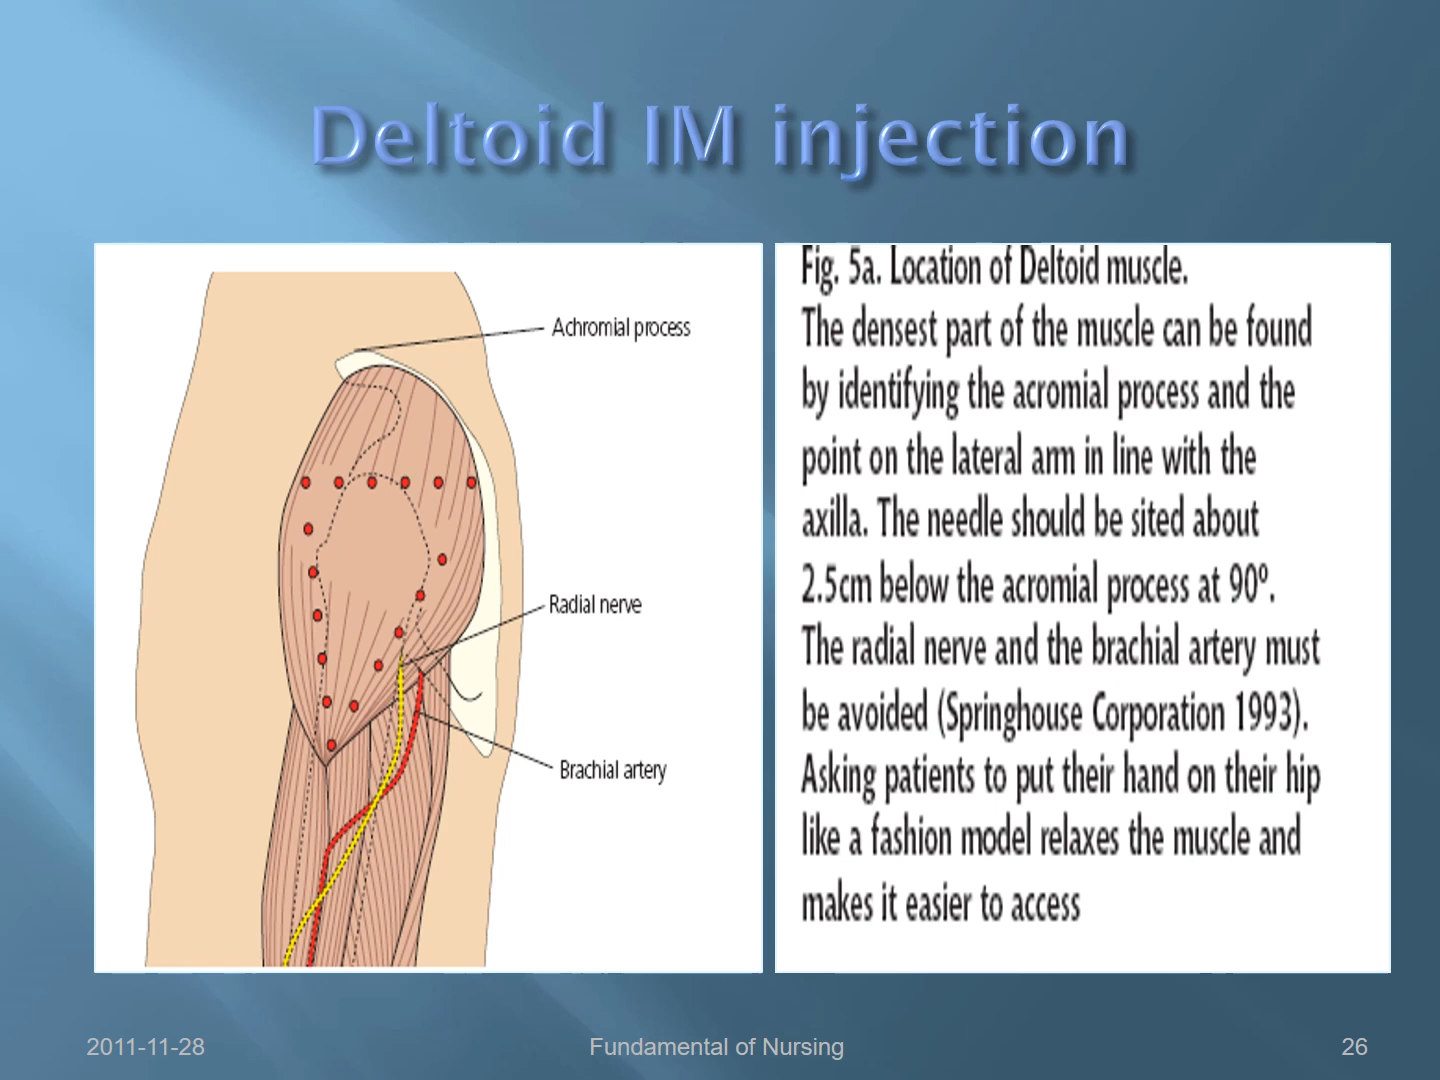 Deltoid IM injection
Achromial process
Radial nerve
Brachial artery
Fig. 5a. Location of Deltoid muscle.
The densest part of the muscle can be found
by identifying the acromial process and the
point on the lateral arm in line with the
axilla. The needle should be sited about
2.5cm below the acromial process at 90º.
The radial nerve and the brachial artery must
be avoided (Springhouse Corporation 1993).
Asking patients to put their hand on their hip
like a fashion model relaxes the muscle and
makes it easier to access
2011-11-28
Fundamental of Nursing
26